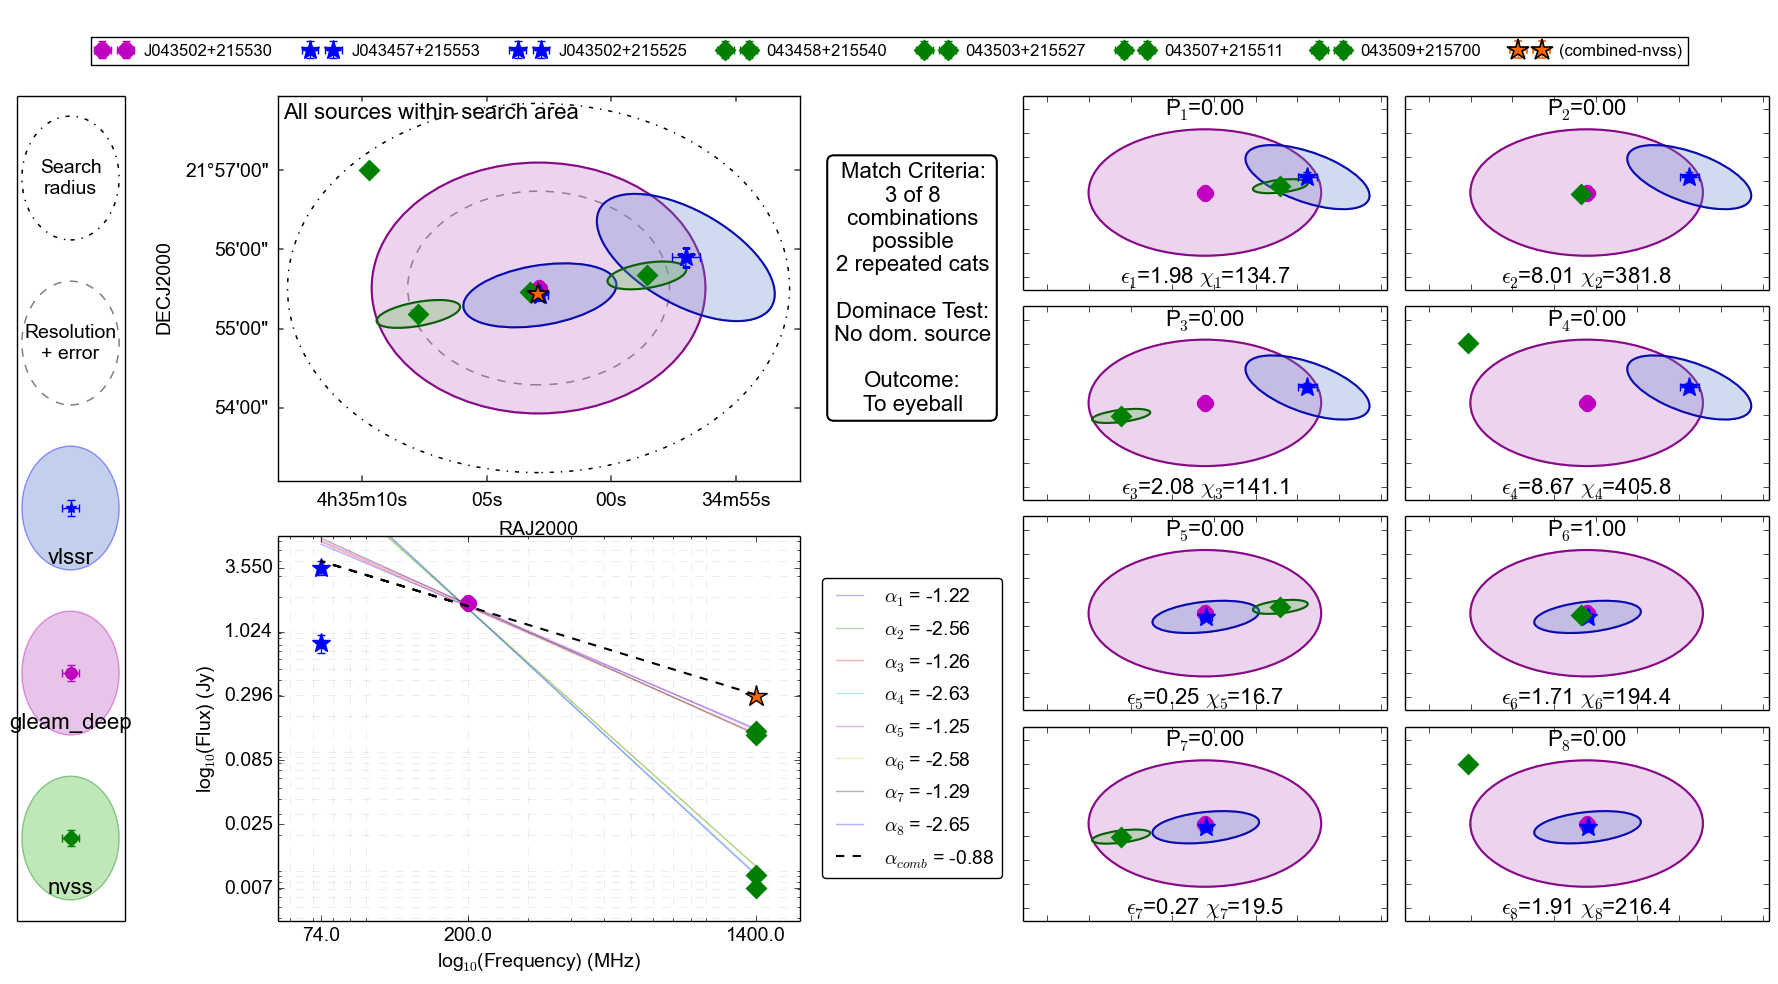 J043502+215530 J043457+215553 J043502+215525 043458+215540 043503+215527 043507+215511 043509+215700 (combined-nvss)
Search
radius
Resolution
+ error
vlssr
gleam_deep
nvss
All sources within search area
DECJ2000
21°57'00"
56'00"
55'00"
54'00"
4h35m10s 05s 00s 34m55s
RAJ2000
Match Criteria:
3 of 8
combinations
possible
2 repeated cats
Dominace Test:
No dom. source
Outcome:
To eyeball
log10(Flux) (Jy)
3.550
1.024
0.296
0.085
0.025
0.007
74.0 200.0 1400.0
log10(Frequency) (MHz)
α1 = -1.22
α2 = -2.56
α3 = -1.26
α4 = -2.63
α5 = -1.25
α6 = -2.58
α7 = -1.29
α8 = -2.65
αcomb = -0.88
P1=0.00
ϵ1=1.98 χ1=134.7
P2=0.00
ϵ2=8.01 χ2=381.8
P3=0.00
ϵ3=2.08 χ3=141.1
P4=0.00
ϵ4=8.67 χ4=405.8
P5=0.00
ϵ5=0.25 χ5=16.7
P6=1.00
ϵ6=1.71 χ6=194.4
P7=0.00
ϵ7=0.27 χ7=19.5
P8=0.00
ϵ8=1.91 χ8=216.4